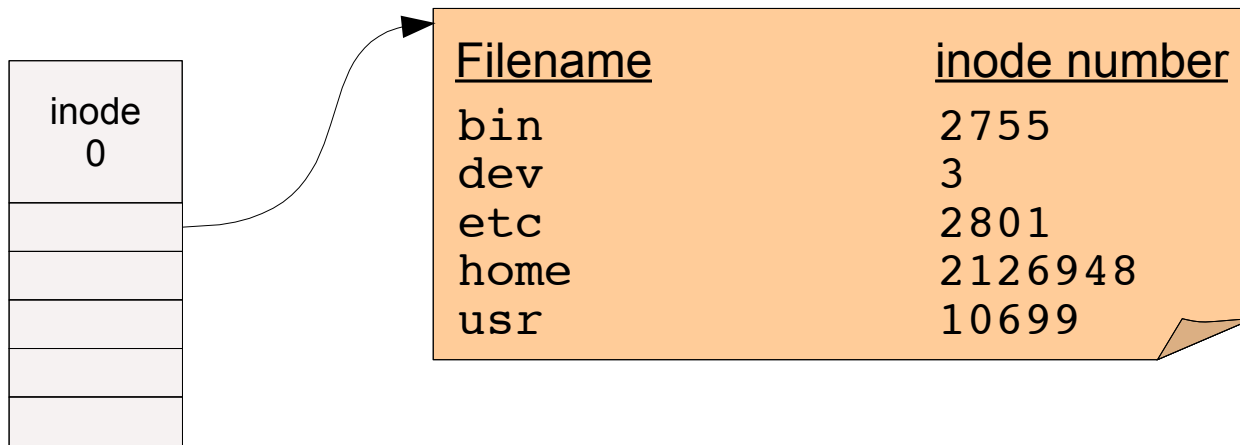 inode
0
Filename inode number
bin 2755
dev 3
etc 2801
home 2126948
usr 10699